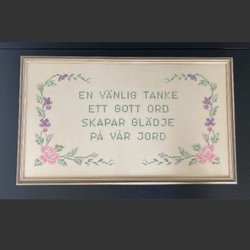 EN VÄNLIG TANKE
ETT GOTT ORD
SKAPAR GLÄDJE
PÅ VÅR JORD